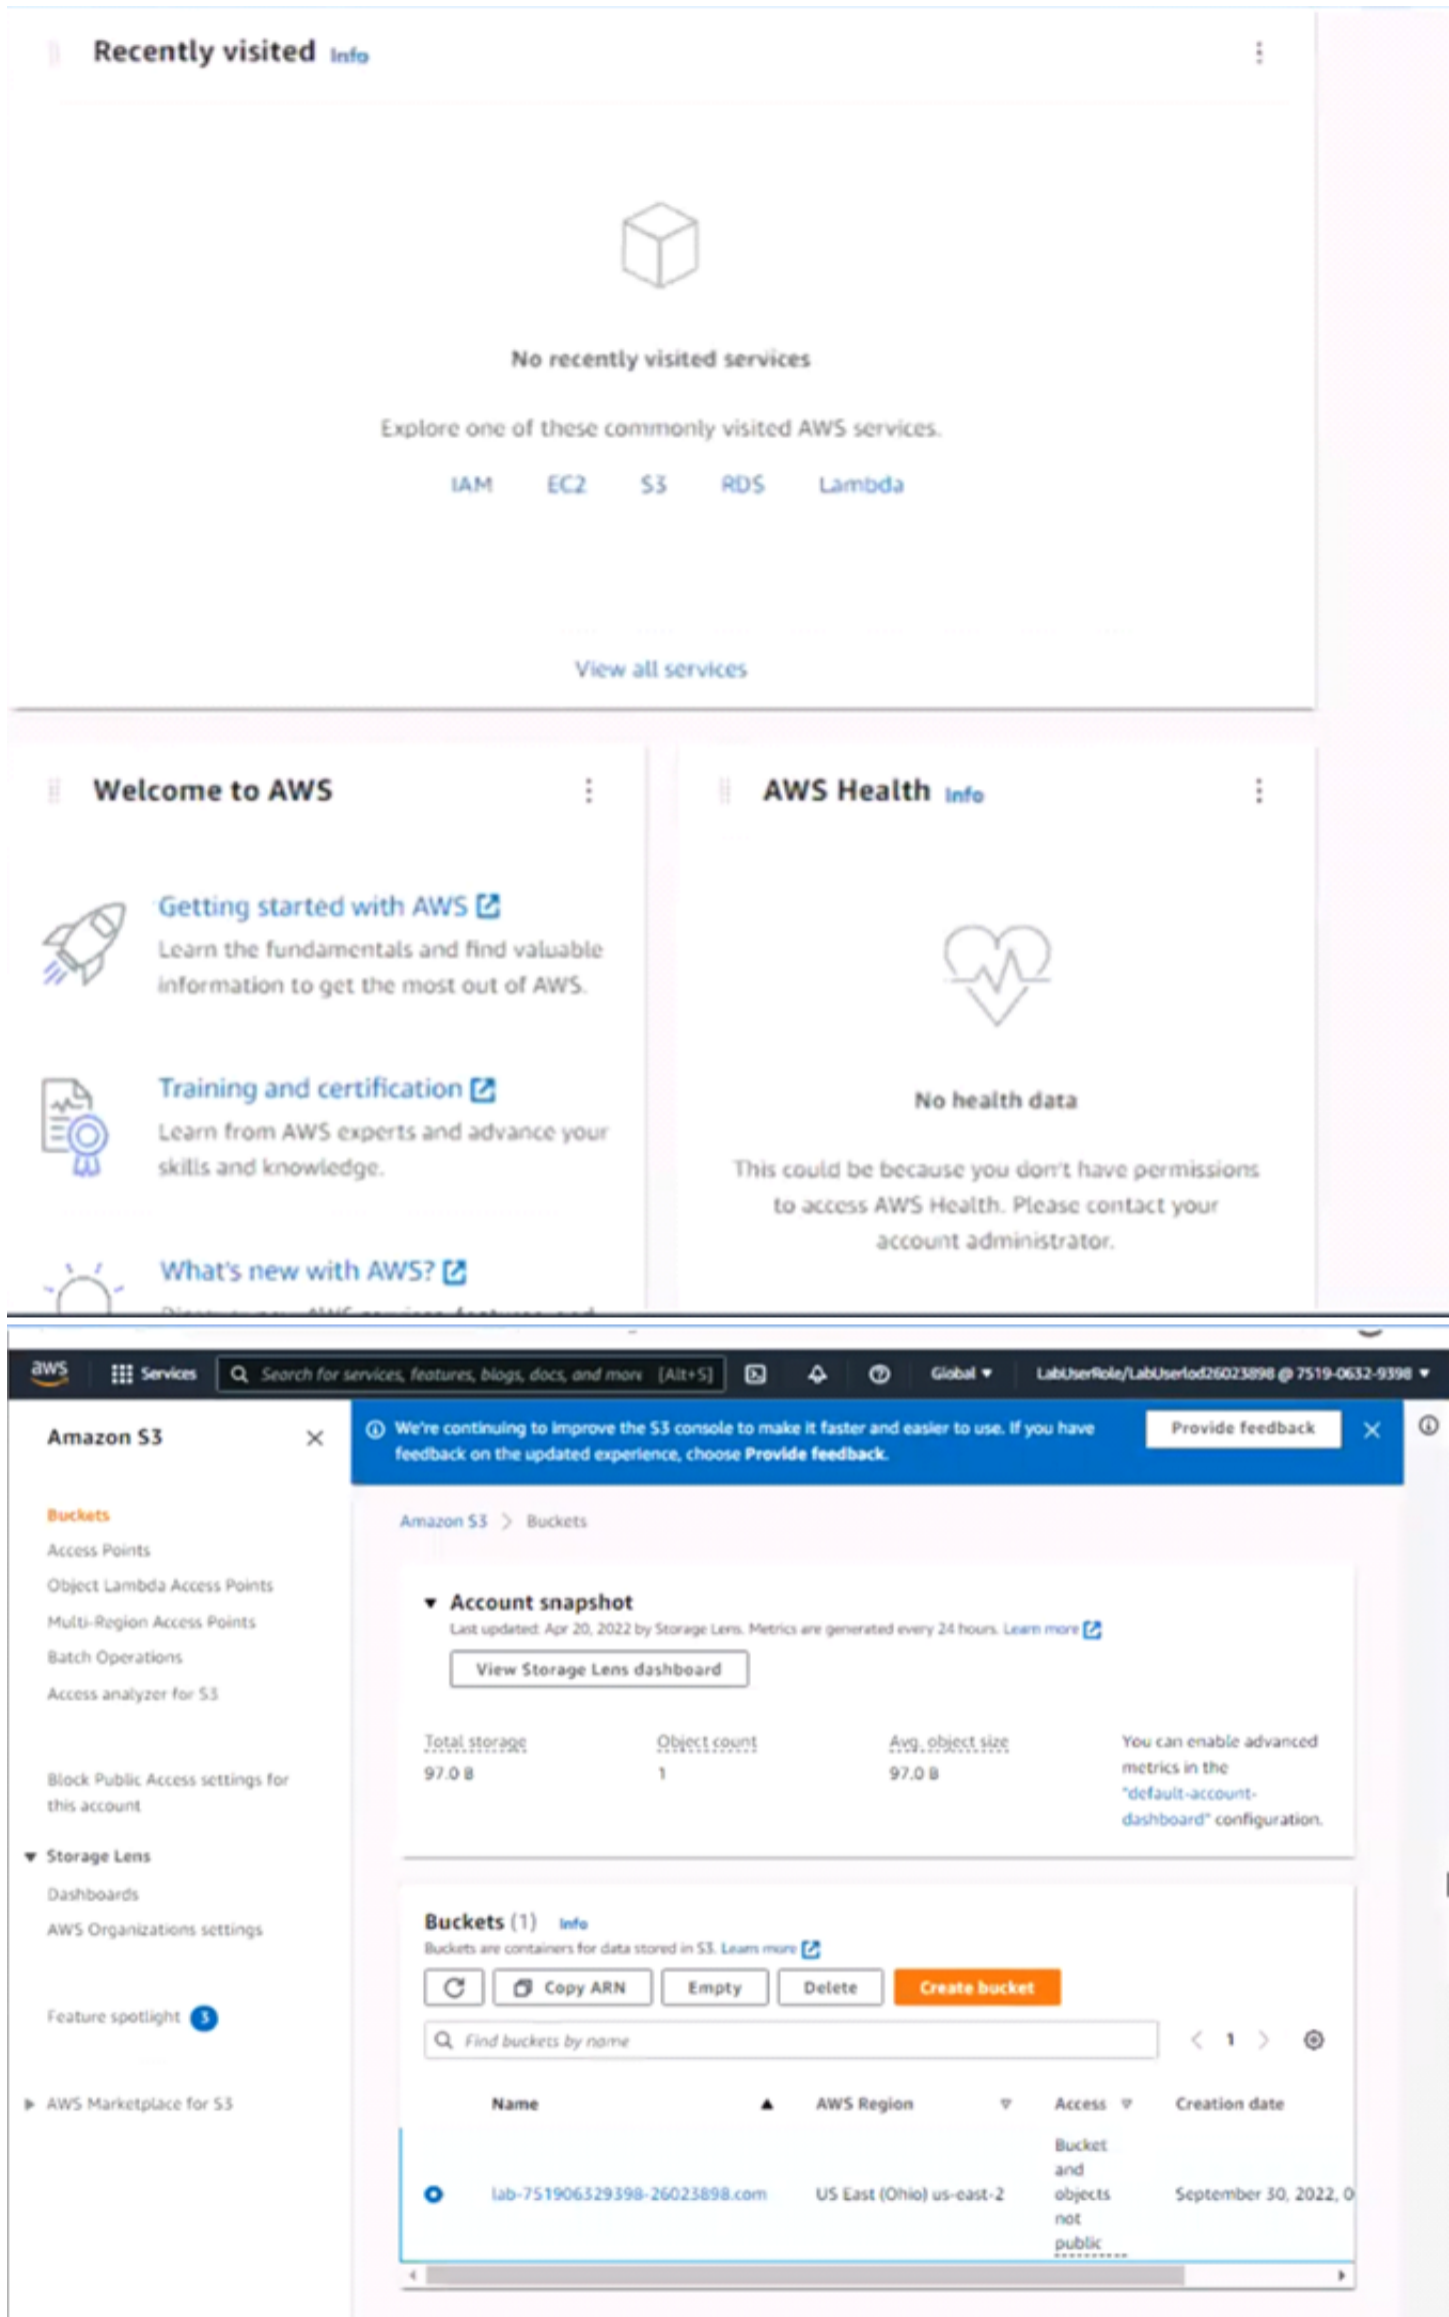 Recently visited Info
No recently visited services
Explore one of these commonly visited AWS services.
IAM EC2 S3 RDS Lambda
View all services
Welcome to AWS
Getting started with AWS
Learn the fundamentals and find valuable
information to get the most out of AWS.
Training and certification
Learn from AWS experts and advance your
skills and knowledge.
What's new with AWS?
AWS Health Info
No health data
This could be because you don't have permissions
to access AWS Health. Please contact your
account administrator.
aws Services Search for services, features, blogs, docs, and more [Alt+S] Global LabUserRole/LabUserlod26023898 @ 7519-0632-9398
Amazon S3
Buckets
Access Points
Object Lambda Access Points
Multi-Region Access Points
Batch Operations
Access analyzer for S3
Block Public Access settings for
this account
Storage Lens
Dashboards
AWS Organizations settings
Feature spotlight 3
AWS Marketplace for S3
We're continuing to improve the S3 console to make it faster and easier to use. If you have
feedback on the updated experience, choose Provide feedback.
Provide feedback
Amazon S3 > Buckets
Account snapshot
Last updated: Apr 20, 2022 by Storage Lens. Metrics are generated every 24 hours. Learn more
View Storage Lens dashboard
Total storage
97.0 B
Object count
1
Avg. object size
97.0 B
You can enable advanced
metrics in the
"default-account-
dashboard" configuration.
Buckets (1) Info
Buckets are containers for data stored in S3. Learn more
Copy ARN Empty Delete Create bucket
Find buckets by name
1
Name AWS Region Access Creation date
lab-751906329398-26023898.com US East (Ohio) us-east-2
Bucket
and
objects
not
public
September 30, 2022, 0